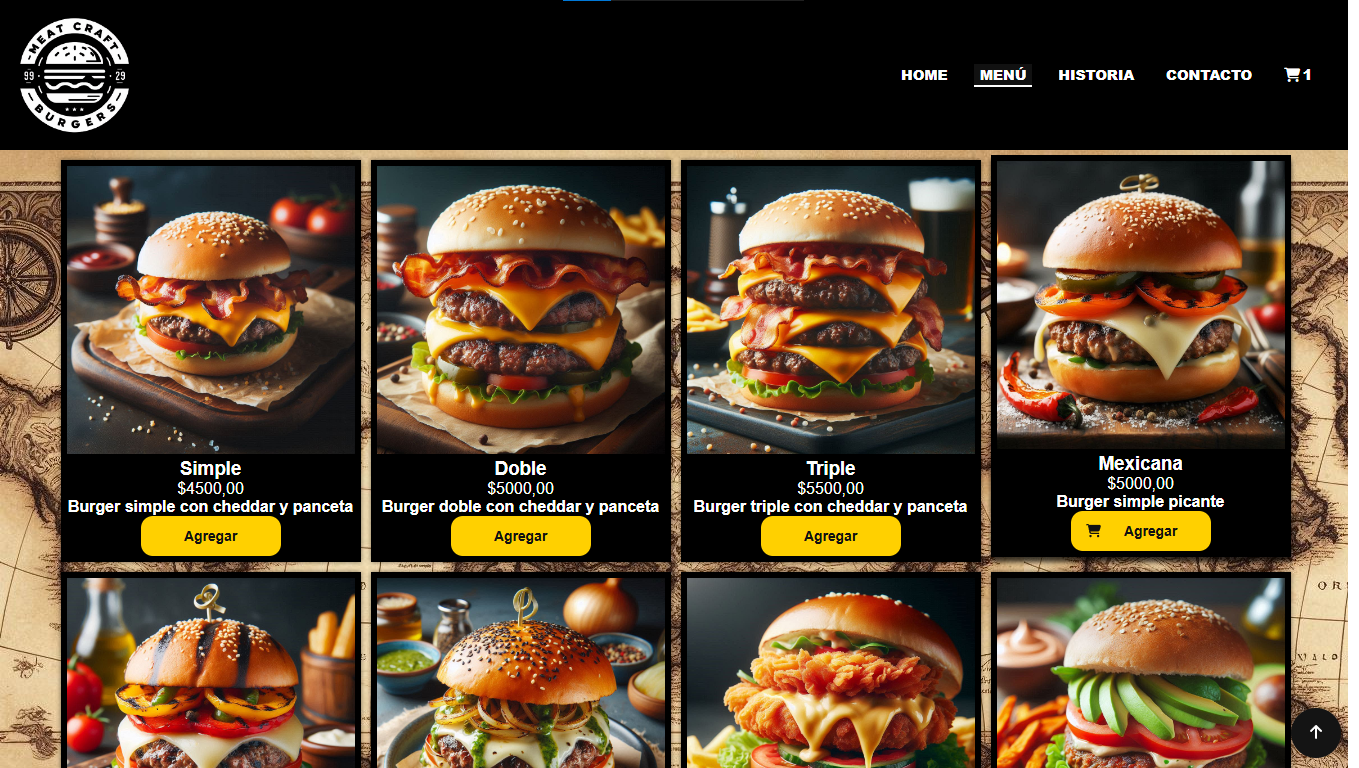 MEAT CRAFT
99
29
BURGERS
HOME
MENÚ
HISTORIA
CONTACTO
1
Simple
$4500,00
Burger simple con cheddar y panceta
Agregar
Doble
$5000,00
Burger doble con cheddar y panceta
Agregar
Triple
$5500,00
Burger triple con cheddar y panceta
Agregar
Mexicana
$5000,00
Burger simple picante
Agregar